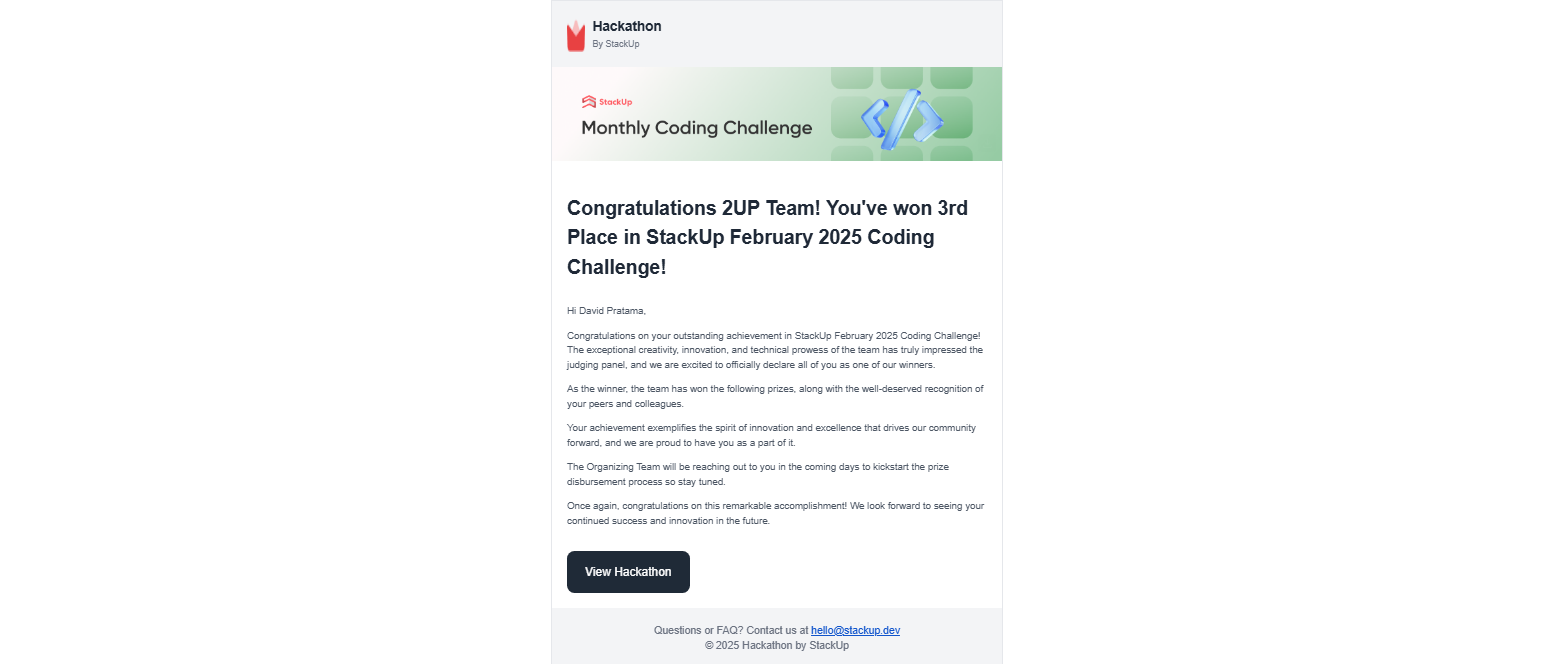 Hackathon
By StackUp
StackUp
Monthly Coding Challenge
Congratulations 2UP Team! You've won 3rd
Place in StackUp February 2025 Coding
Challenge!
Hi David Pratama,
Congratulations on your outstanding achievement in StackUp February 2025 Coding Challenge!
The exceptional creativity, innovation, and technical prowess of the team has truly impressed the
judging panel, and we are excited to officially declare all of you as one of our winners.
As the winner, the team has won the following prizes, along with the well-deserved recognition of
your peers and colleagues.
Your achievement exemplifies the spirit of innovation and excellence that drives our community
forward, and we are proud to have you as a part of it.
The Organizing Team will be reaching out to you in the coming days to kickstart the prize
disbursement process so stay tuned.
Once again, congratulations on this remarkable accomplishment! We look forward to seeing your
continued success and innovation in the future.
View Hackathon
Questions or FAQ? Contact us at hello@stackup.dev
© 2025 Hackathon by StackUp